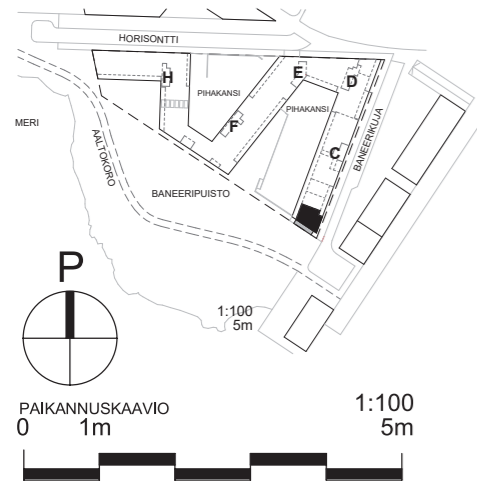 HORISONTTI
H
E
D
PIHAKANSI
PIHAKANSI
F
C
MERI
AALTOKORO
BANEERIKUJA
BANEERIPUISTO
P
1:100
5m
PAIKANNUSKAAVIO
1:100
0 1m 5m